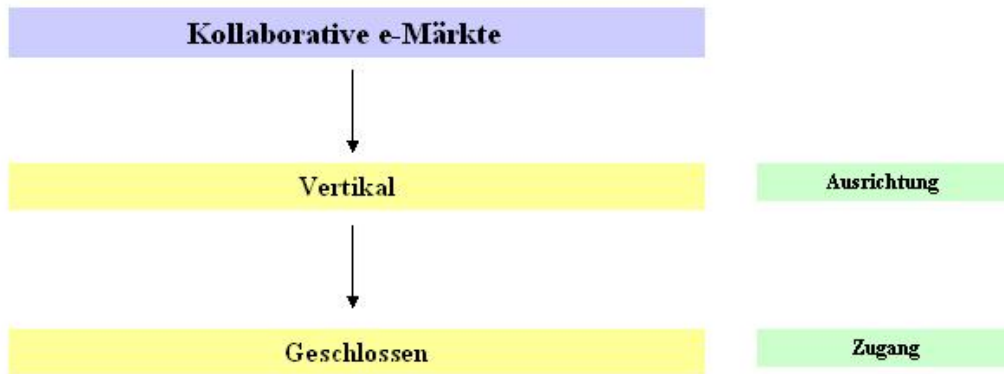 Kollaborative e-Märkte
Vertikal
Ausrichtung
Geschlossen
Zugang